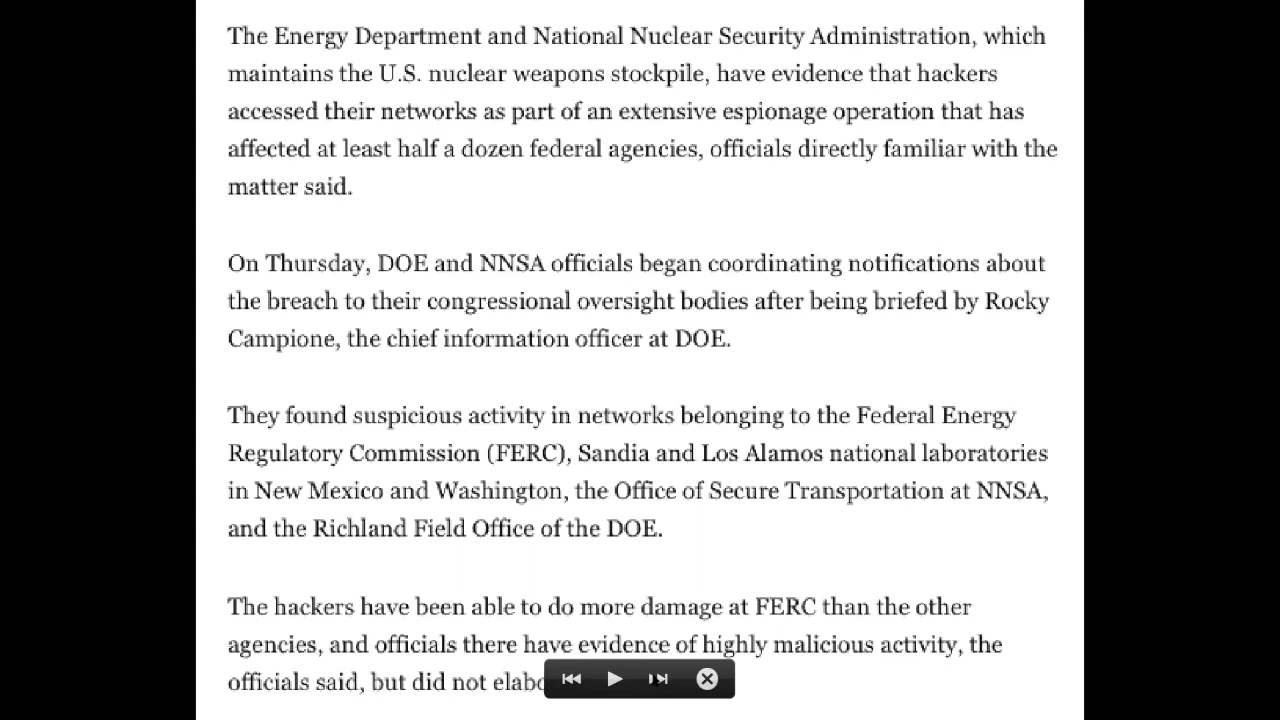 The Energy Department and National Nuclear Security Administration, which
maintains the U.S. nuclear weapons stockpile, have evidence that hackers
accessed their networks as part of an extensive espionage operation that has
affected at least half a dozen federal agencies, officials directly familiar with the
matter said.
On Thursday, DOE and NNSA officials began coordinating notifications about
the breach to their congressional oversight bodies after being briefed by Rocky
Campione, the chief information officer at DOE.
They found suspicious activity in networks belonging to the Federal Energy
Regulatory Commission (FERC), Sandia and Los Alamos national laboratories
in New Mexico and Washington, the Office of Secure Transportation at NNSA,
and the Richland Field Office of the DOE.
The hackers have been able to do more damage at FERC than the other
agencies, and officials there have evidence of highly malicious activity, the
officials said, but did not